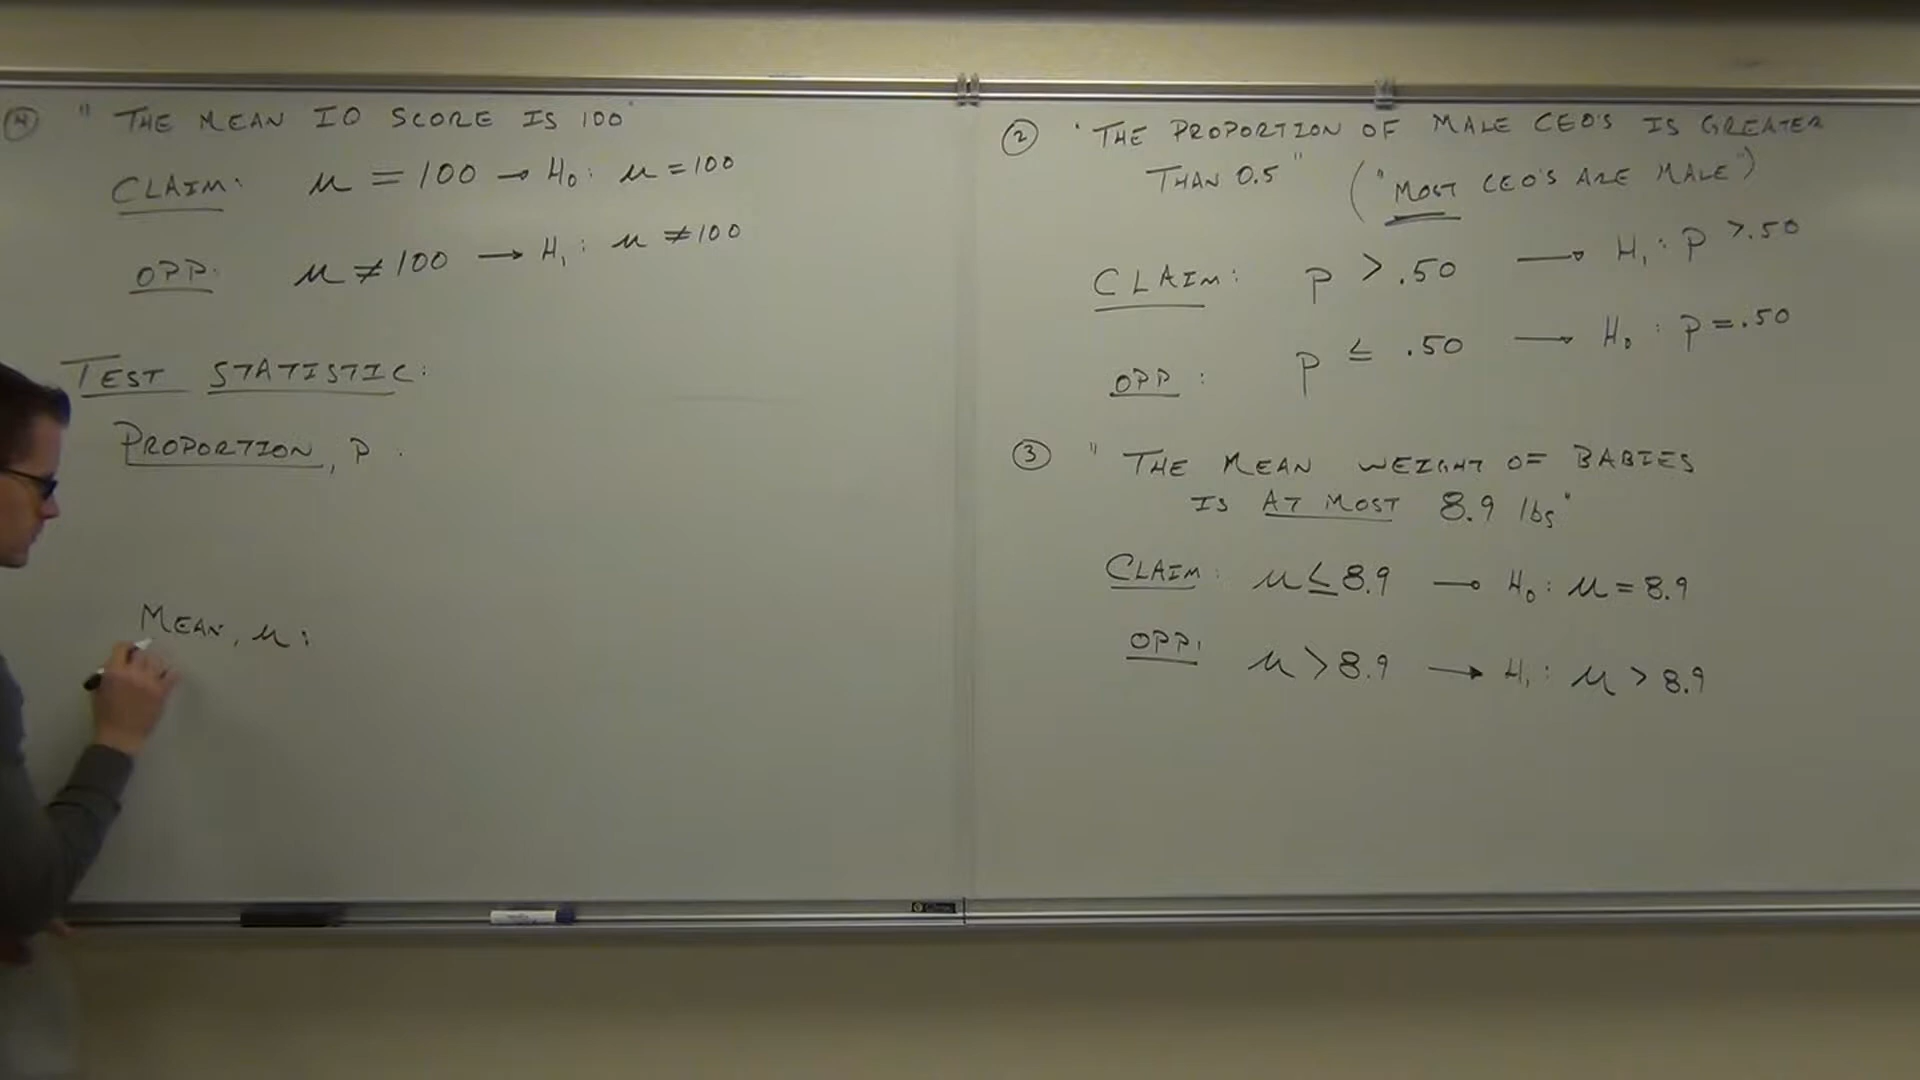 ④ "THE MEAN IQ SCORE IS 100"
CLAIM: μ = 100 → H₀: μ = 100
OPP: μ ≠ 100 → H₁: μ ≠ 100
TEST STATISTIC:
PROPORTION, P :
MEAN, μ:
② "THE PROPORTION OF MALE CEO'S IS GREATER
THAN 0.5" ("MOST CEO'S ARE MALE")
CLAIM: P > .50 → H₁: P > .50
OPP: P ≤ .50 → H₀: P = .50
③ "THE MEAN WEIGHT OF BABIES
IS AT MOST 8.9 lbs"
CLAIM: μ ≤ 8.9 → H₀: μ = 8.9
OPP: μ > 8.9 → H₁: μ > 8.9